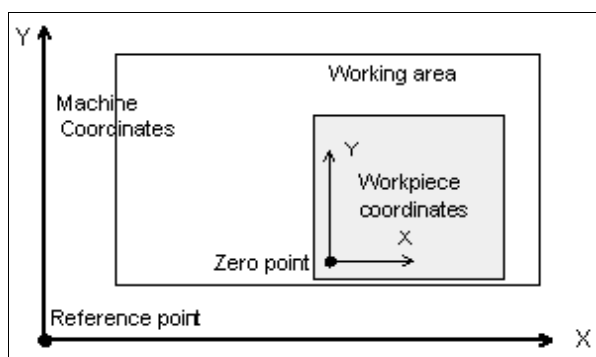 Y
Working area
Machine
Coordinates
Y
Workpiece
coordinates
X
Zero point
Reference point
X